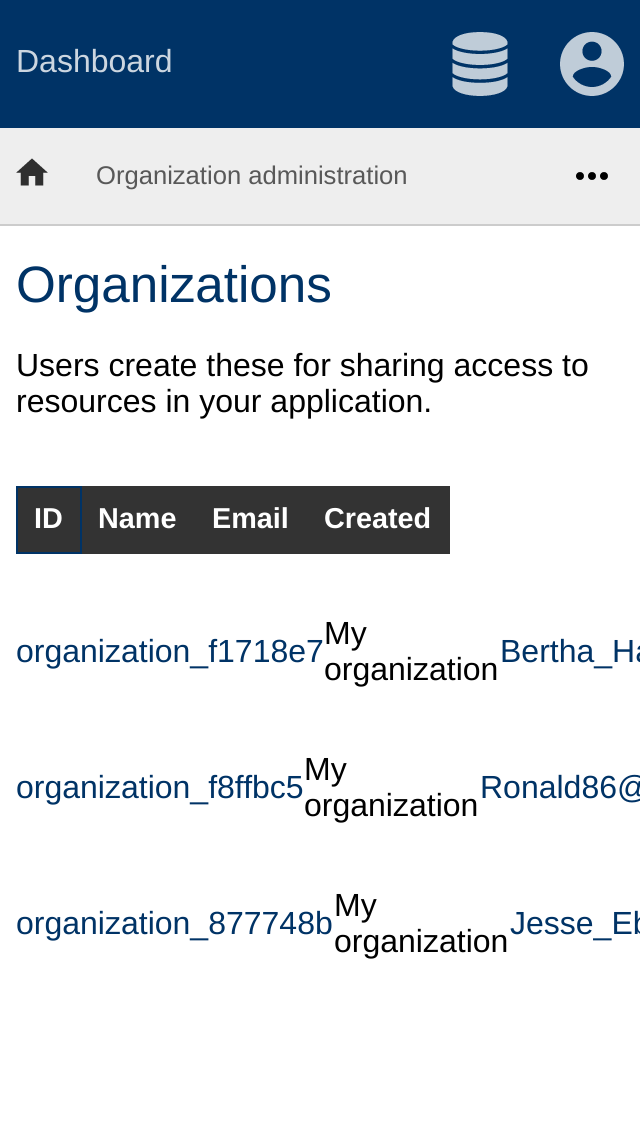 Dashboard
Organization administration
Organizations
Users create these for sharing access to
resources in your application.
ID Name Email Created
organization_f1718e7 My organization Bertha_Ha
organization_f8ffbc5 My organization Ronald86@
organization_877748b My organization Jesse_Eb